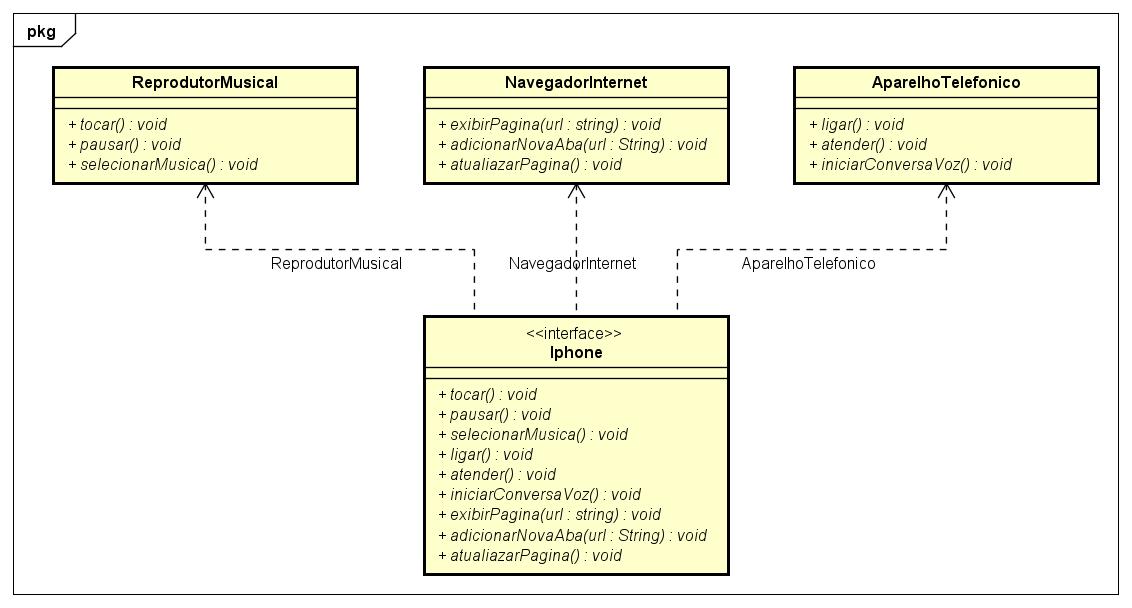 pkg
ReprodutorMusical
+ tocar() : void
+ pausar() : void
+ selecionarMusica() : void
NavegadorInternet
+ exibirPagina(url : string) : void
+ adicionarNovaAba(url : String) : void
+ atualiazarPagina() : void
AparelhoTelefonico
+ ligar() : void
+ atender() : void
+ iniciarConversaVoz() : void
ReprodutorMusical
NavegadorInternet
AparelhoTelefonico
<<interface>>
Iphone
+ tocar() : void
+ pausar() : void
+ selecionarMusica() : void
+ ligar() : void
+ atender() : void
+ iniciarConversaVoz() : void
+ exibirPagina(url : string) : void
+ adicionarNovaAba(url : String) : void
+ atualiazarPagina() : void